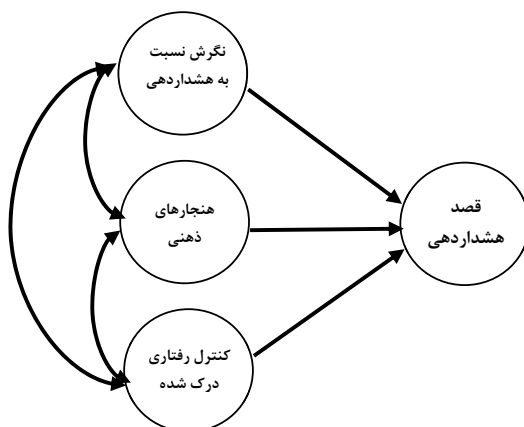 نگرش نسبت
به هشداردهی
هنجارهای
ذهنی
کنترل رفتاری
درک شده
قصد
هشداردهی